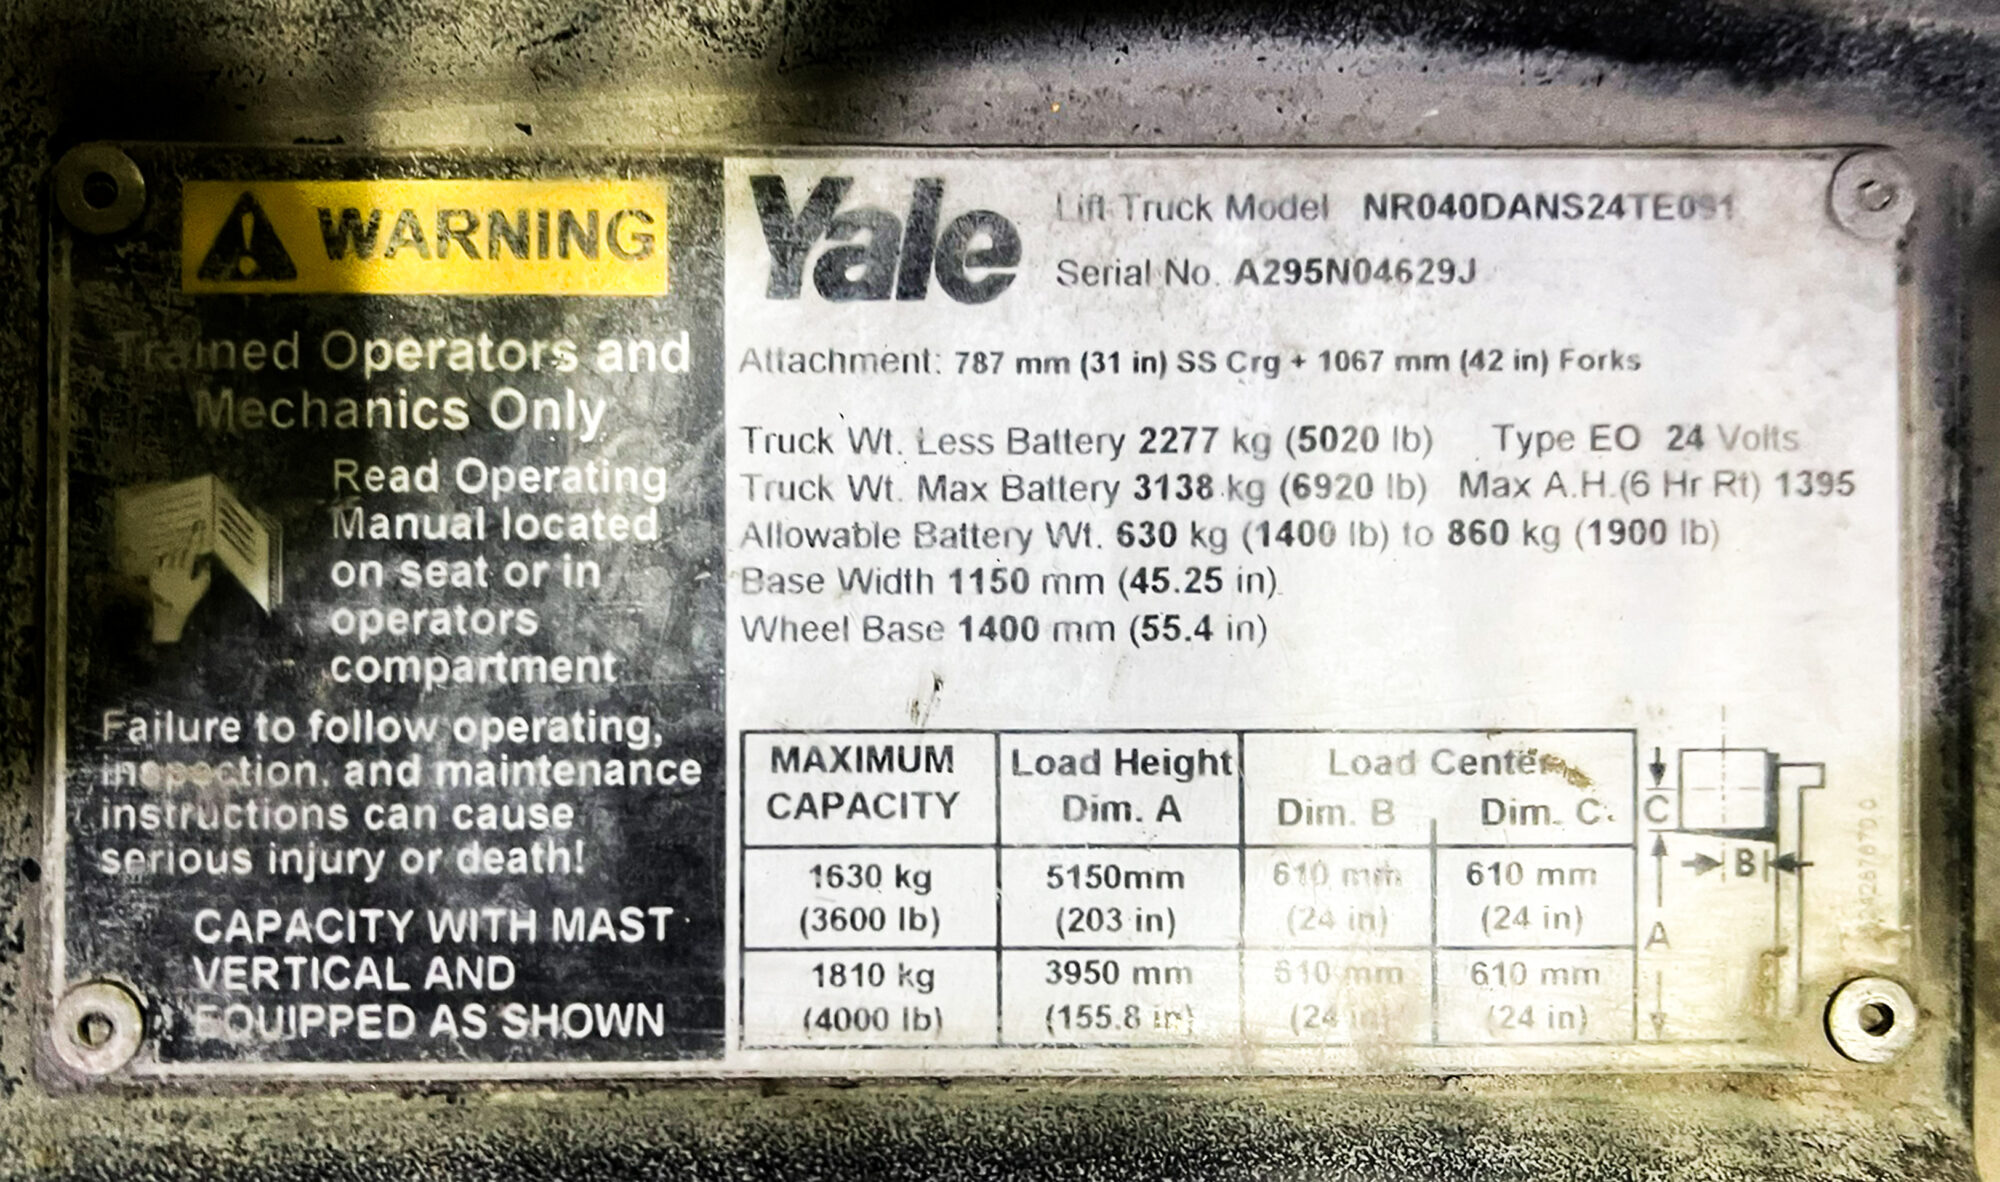 WARNING
Trained Operators and
Mechanics Only
Read Operating
Manual located
on seat or in
operators
compartment
Failure to follow operating,
inspection, and maintenance
instructions can cause
serious injury or death!
CAPACITY WITH MAST
VERTICAL AND
EQUIPPED AS SHOWN
Yale
Lift Truck Model
Serial No. A295N04629J
Attachment: 787 mm (31 in) SS Crg + 1067 mm (42 in) Forks
Truck Wt. Less Battery 2277 kg (5020 lb) Type EO 24 Volts
Truck Wt. Max Battery 3138 kg (6920 lb) Max A.H.(6 Hr Rt) 1395
Allowable Battery Wt. 630 kg (1400 lb) to 860 kg (1900 lb)
Base Width 1150 mm (45.25 in)
Wheel Base 1400 mm (55.4 in)
MAXIMUM CAPACITY Load Height Dim. A Load Center Dim. B Dim. C
1630 kg 5150mm 610 mm 610 mm
(3600 lb) (203 in) (24 in) (24 in)
1810 kg 3950 mm 610 mm 610 mm
(4000 lb) (155.8 in) (24 in) (24 in)
C
B
A